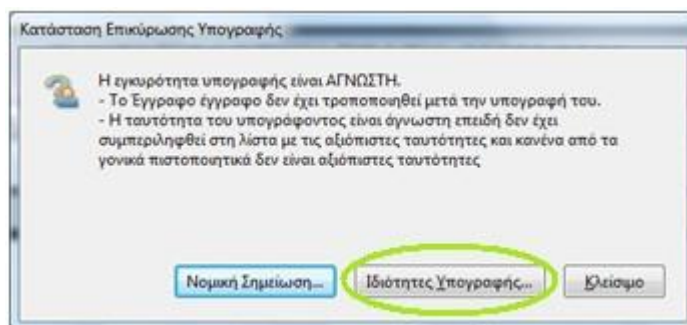 Κατάσταση Επικύρωσης Υπογραφής
Η εγκυρότητα υπογραφής είναι ΑΓΝΩΣΤΗ.
- Το Έγγραφο έγγραφο δεν έχει τροποποιηθεί μετά την υπογραφή του.
- Η ταυτότητα του υπογράφοντος είναι άγνωστη επειδή δεν έχει
συμπεριληφθεί στη λίστα με τις αξιόπιστες ταυτότητες και κανένα από τα
γονικά πιστοποιητικά δεν είναι αξιόπιστες ταυτότητες
Νομική Σημείωση... Ιδιότητες Υπογραφής... Κλείσιμο